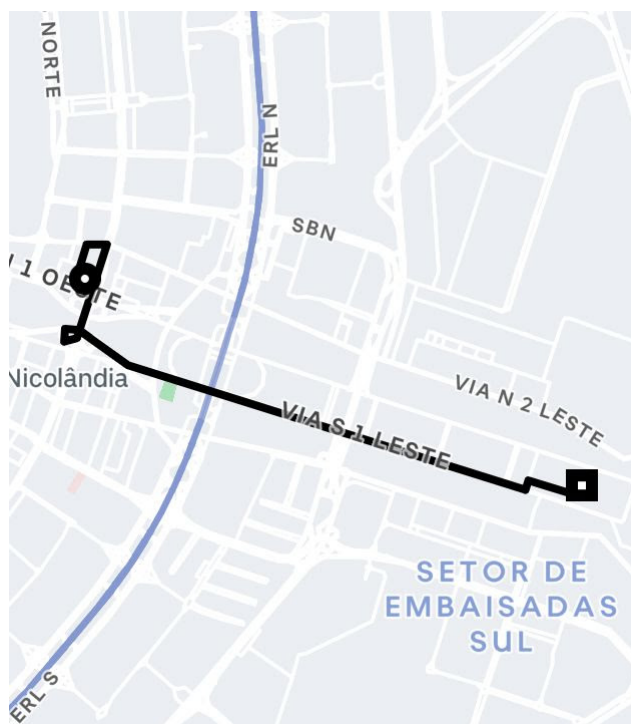 NORTE
ERL N
SBN
1 OESTE
Nicolândia
VIA N 2 LESTE
VIA S 1 LESTE
SETOR DE
EMBAISADAS
SUL
ERL S